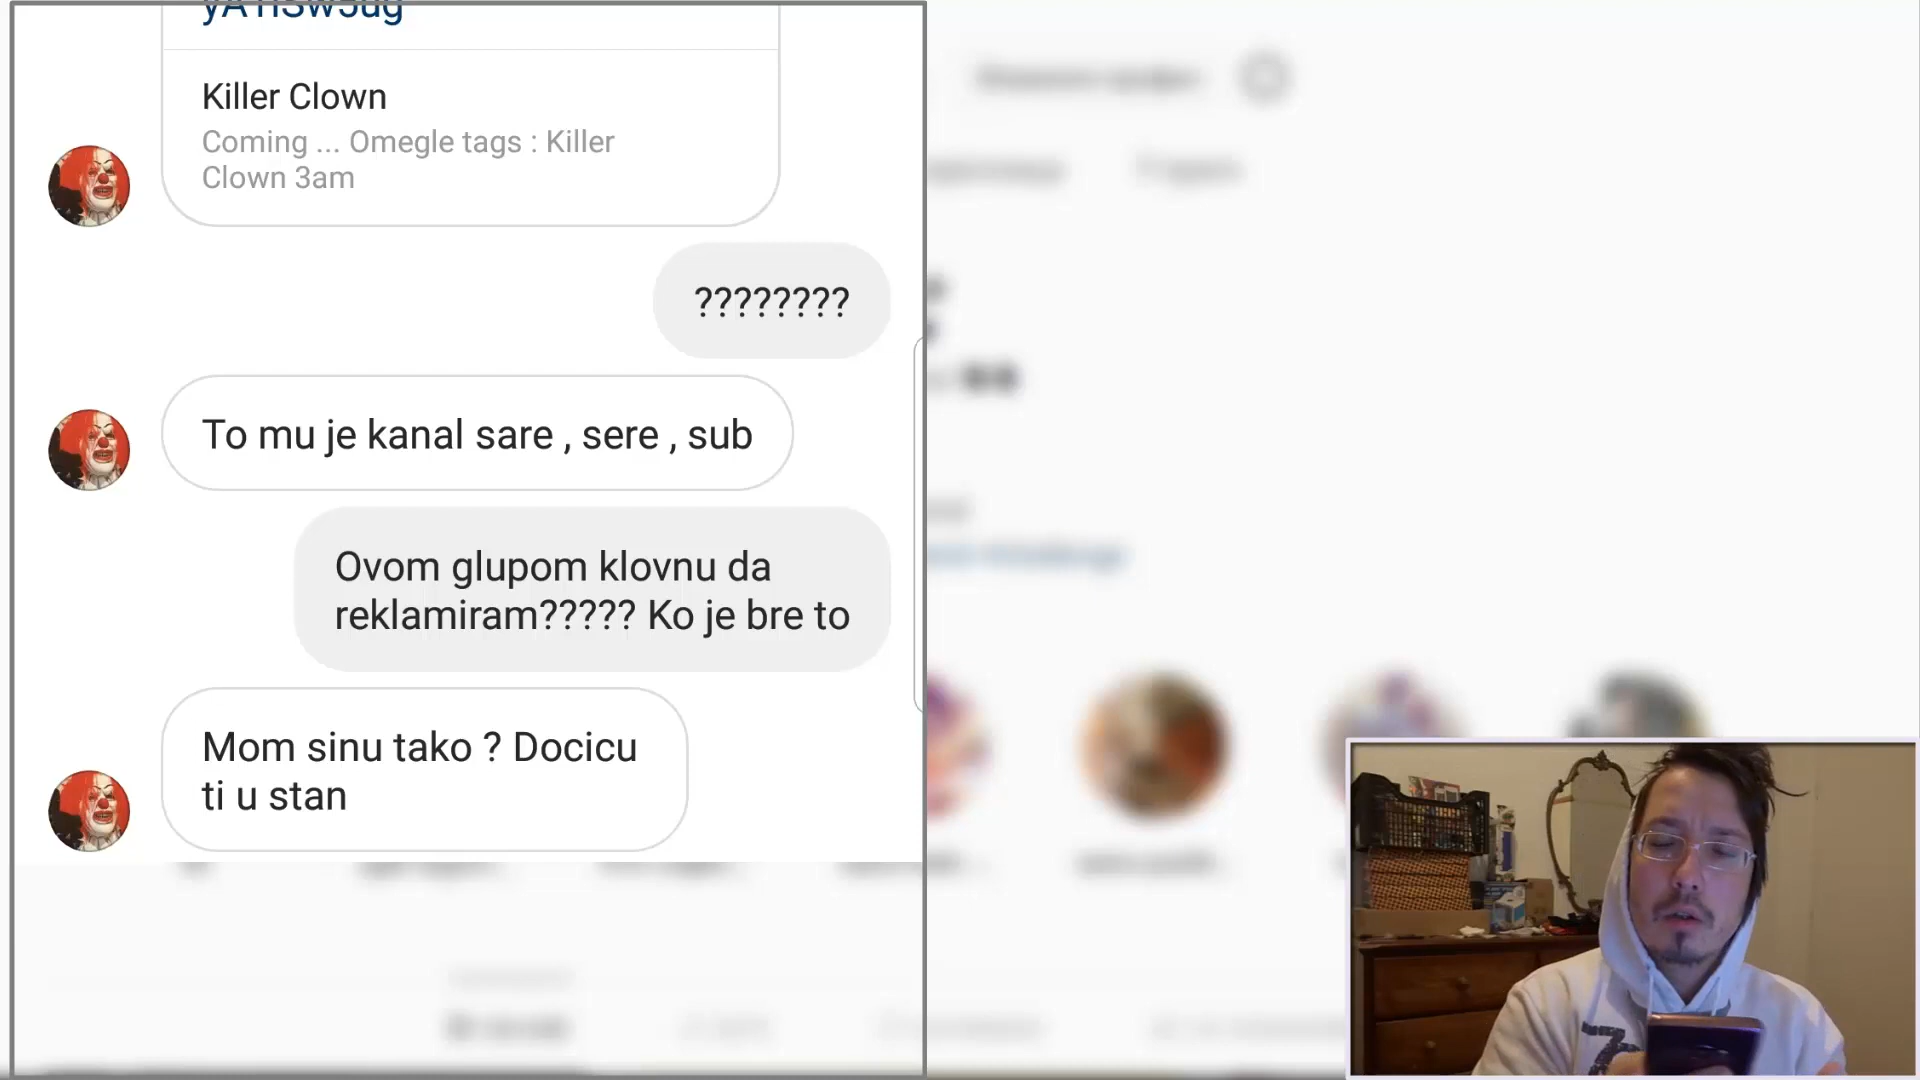 Killer Clown
Coming ... Omegle tags : Killer
Clown 3am
????????
To mu je kanal sare , sere , sub
Ovom glupom klovnu da
reklamiram????? Ko je bre to
Mom sinu tako ? Docicu
ti u stan